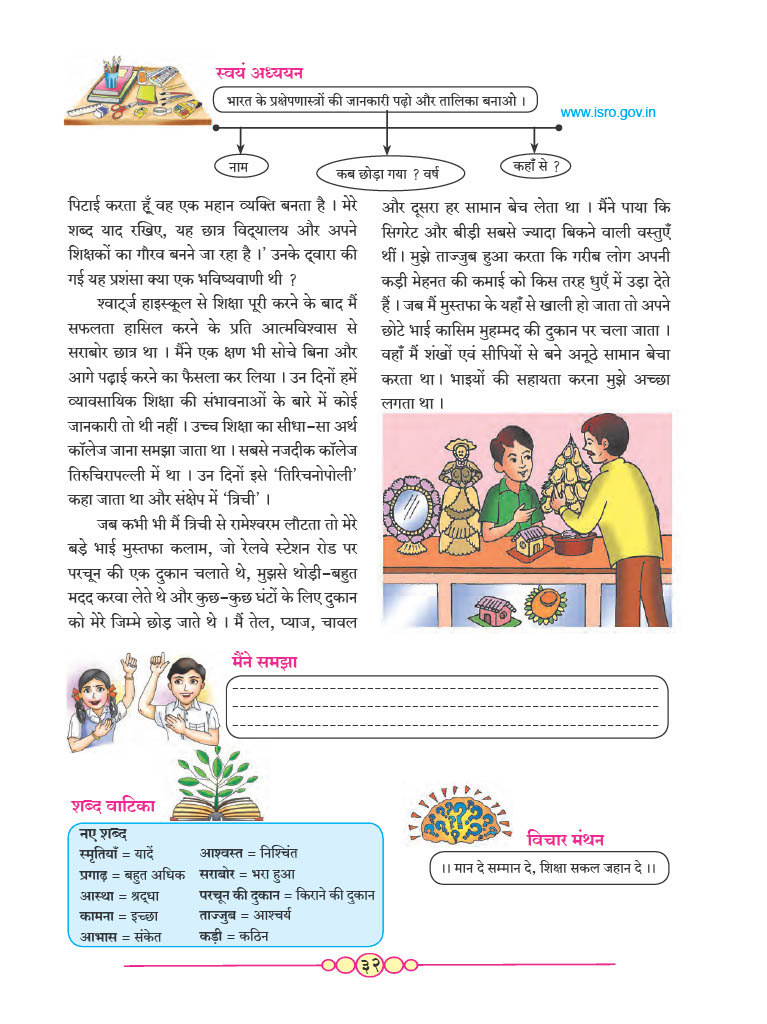 स्वयं अध्ययन
भारत के प्रक्षेपणास्त्रों की जानकारी पढ़ो और तालिका बनाओ ।
www.isro.gov.in
नाम
कब छोड़ा गया ? वर्ष
कहाँ से ?
पिटाई करता हूँ वह एक महान व्यक्ति बनता है । मेरे
शब्द याद रखिए, यह छात्र विद्यालय और अपने
शिक्षकों का गौरव बनने जा रहा है ।’ उनके द्वारा की
गई यह प्रशंसा क्या एक भविष्यवाणी थी ?
श्वार्ट्ज हाइस्कूल से शिक्षा पूरी करने के बाद मैं
सफलता हासिल करने के प्रति आत्मविश्वास से
सराबोर छात्र था । मैंने एक क्षण भी सोचे बिना और
आगे पढ़ाई करने का फैसला कर लिया । उन दिनों हमें
व्यावसायिक शिक्षा की संभावनाओं के बारे में कोई
जानकारी तो थी नहीं । उच्च शिक्षा का सीधा-सा अर्थ
कॉलेज जाना समझा जाता था । सबसे नजदीक कॉलेज
तिरुचिरापल्ली में था । उन दिनों इसे ‘तिरिचनोपोली’
कहा जाता था और संक्षेप में ‘त्रिची’ ।
जब कभी भी मैं त्रिची से रामेश्वरम लौटता तो मेरे
बड़े भाई मुस्तफा कलाम, जो रेलवे स्टेशन रोड पर
परचून की एक दुकान चलाते थे, मुझसे थोड़ी-बहुत
मदद करवा लेते थे और कुछ-कुछ घंटों के लिए दुकान
को मेरे जिम्मे छोड़ जाते थे । मैं तेल, प्याज, चावल
और दूसरा हर सामान बेच लेता था । मैंने पाया कि
सिगरेट और बीड़ी सबसे ज्यादा बिकने वाली वस्तुएँ
थीं। मुझे ताज्जुब हुआ करता कि गरीब लोग अपनी
कड़ी मेहनत की कमाई को किस तरह धुएँ में उड़ा देते
हैं । जब मैं मुस्तफा के यहाँ से खाली हो जाता तो अपने
छोटे भाई कासिम मुहम्मद की दुकान पर चला जाता ।
वहाँ मैं शंखों एवं सीपियों से बने अनूठे सामान बेचा
करता था। भाइयों की सहायता करना मुझे अच्छा
लगता था ।
मैंने समझा
शब्द वाटिका
नए शब्द
स्मृतियाँ = यादें
प्रगाढ़ = बहुत अधिक
आस्था = श्रद्धा
कामना = इच्छा
आभास = संकेत
आश्वस्त = निश्चिंत
सराबोर = भरा हुआ
परचून की दुकान = किराने की दुकान
ताज्जुब = आश्चर्य
कड़ी = कठिन
विचार मंथन
।। मान दे सम्मान दे, शिक्षा सकल जहान दे ।।
३२